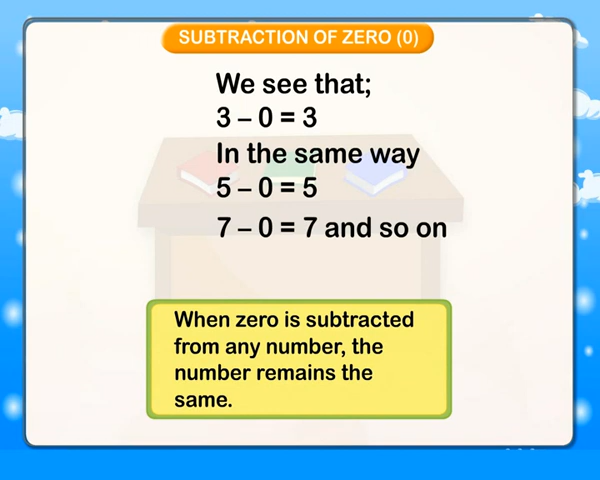 SUBTRACTION OF ZERO (0)
We see that;
3 – 0 = 3
In the same way
5 – 0 = 5
7 – 0 = 7 and so on
When zero is subtracted
from any number, the
number remains the
same.